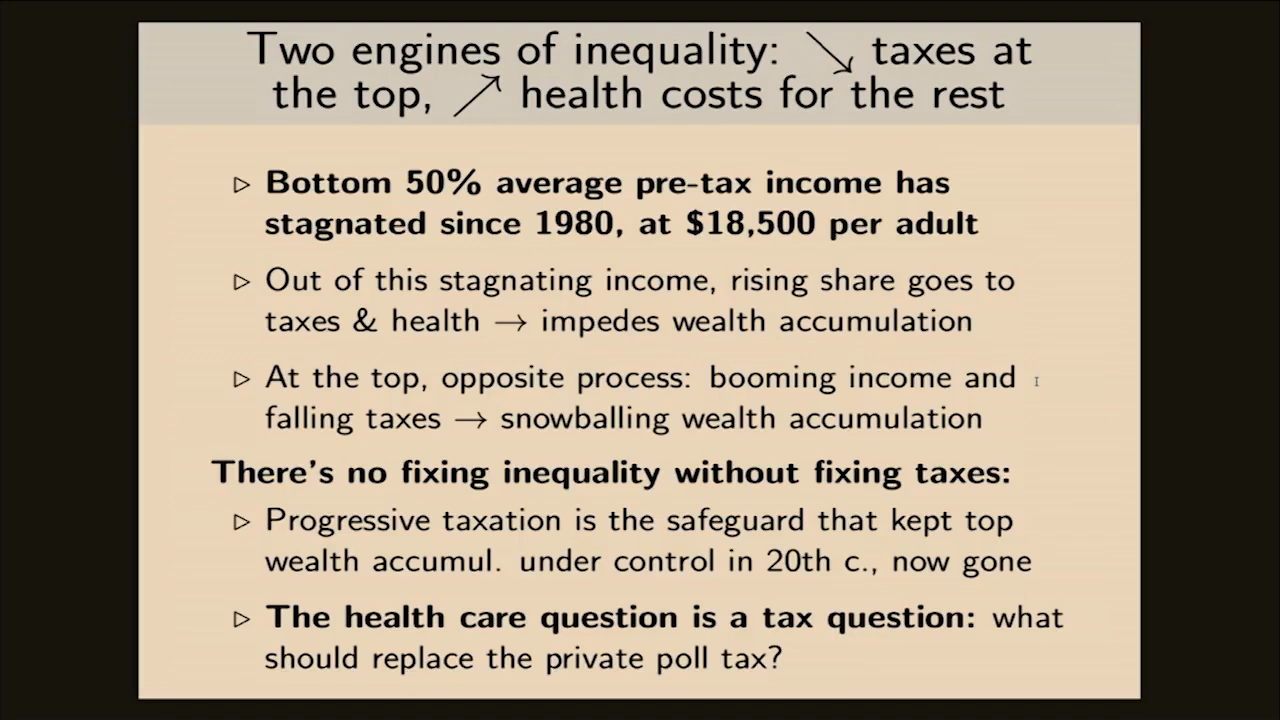 Two engines of inequality: ↘ taxes at
the top, ↗ health costs for the rest
▷ Bottom 50% average pre-tax income has
stagnated since 1980, at $18,500 per adult
▷ Out of this stagnating income, rising share goes to
taxes & health → impedes wealth accumulation
▷ At the top, opposite process: booming income and
falling taxes → snowballing wealth accumulation
There's no fixing inequality without fixing taxes:
▷ Progressive taxation is the safeguard that kept top
wealth accumul. under control in 20th c., now gone
▷ The health care question is a tax question: what
should replace the private poll tax?